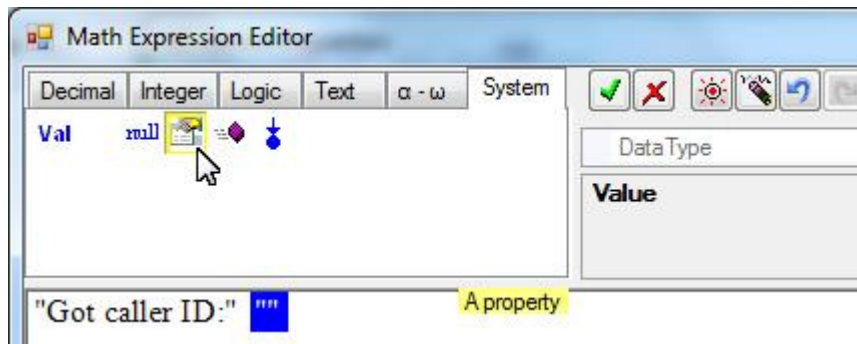 Math Expression Editor
Decimal Integer Logic Text α - ω System
Val null
DataType
Value
A property
"Got caller ID:" ""